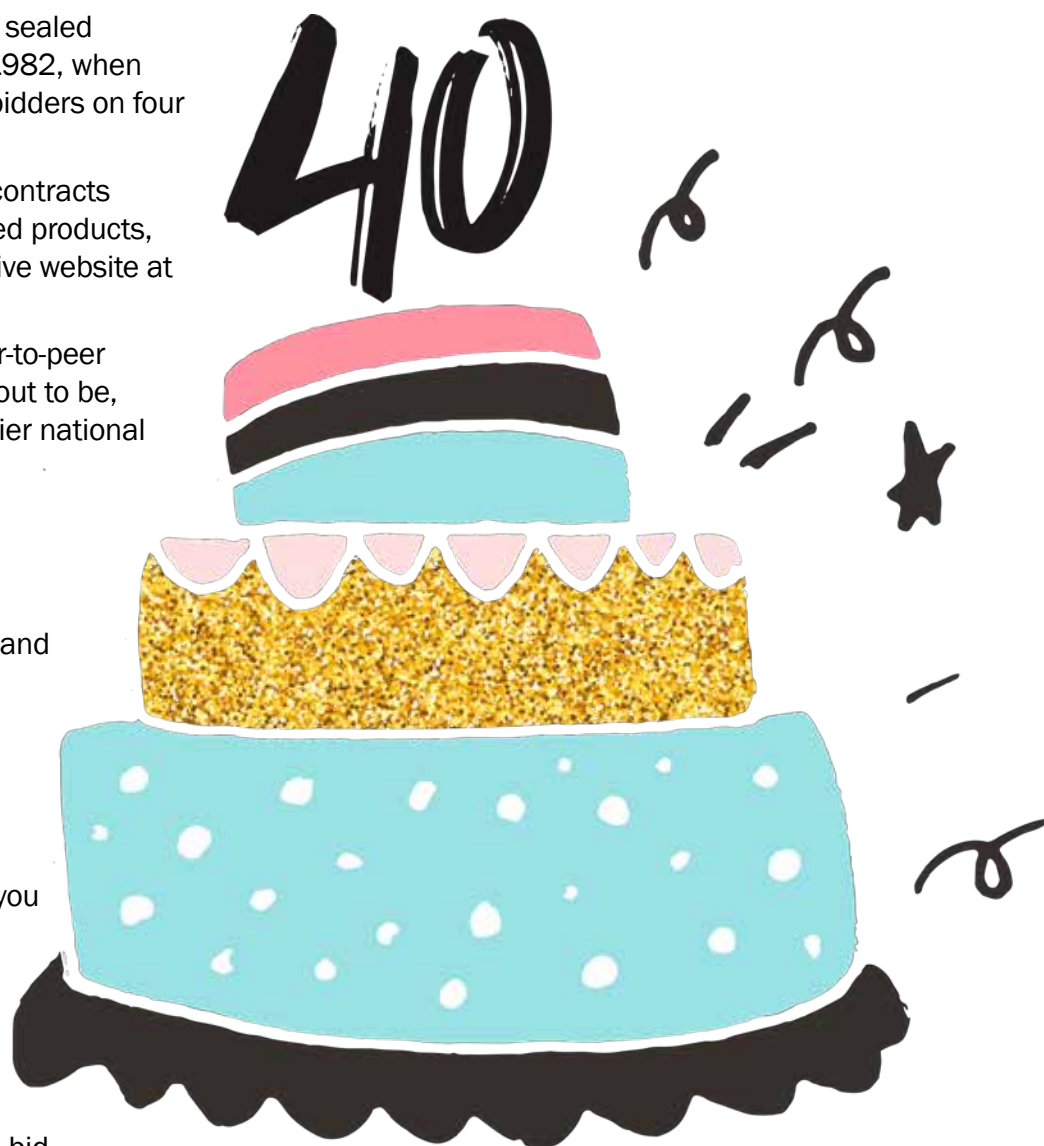 sealed
1982, when
bidders on four
contracts
ed products,
ive website at
r-to-peer
out to be,
ier national
and
you
bid
40